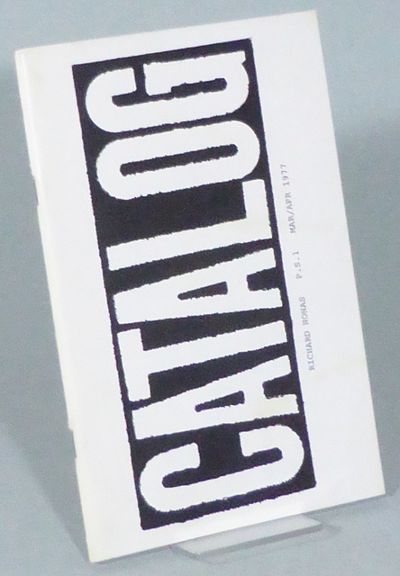 CATALOG
RICHARD NONAS P.S.1 MAR/APR 1977